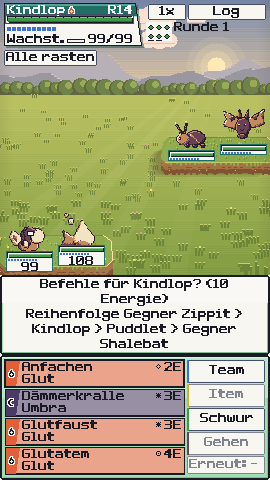 Kindlop R14
1x
Log
Wachst. 99/99
Runde 1
Alle rasten
99
108
Befehle für Kindlop? (10
Energie)
Reihenfolge Gegner Zippit >
Kindlop > Puddlet > Gegner
Shalebat
Anfachen 2E
Glut
Dämmerkralle *3E
Umbra
Glutfaust *3E
Glut
Glutatem 4E
Glut
Team
Item
Schwur
Gehen
Erneut:-